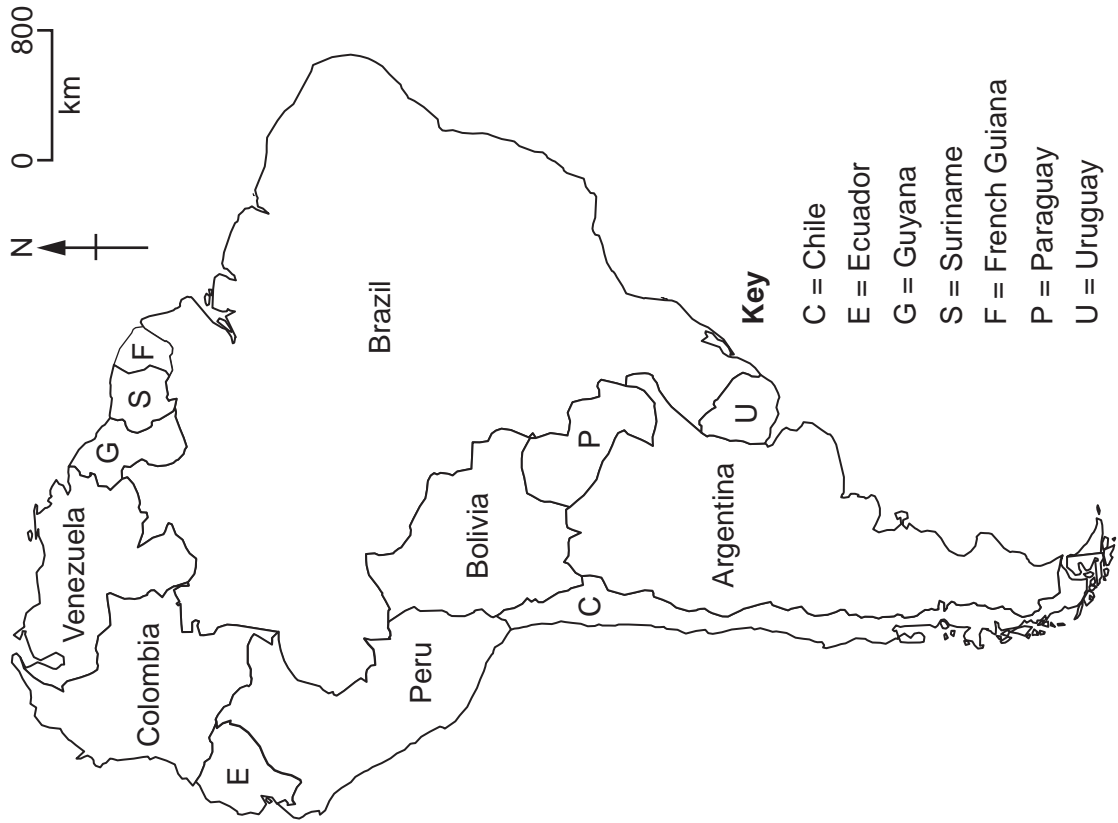 N
0 800
km
Venezuela
Colombia
G
S
F
E
Brazil
Peru
Bolivia
P
C
Argentina
U
Key
C = Chile
E = Ecuador
G = Guyana
S = Suriname
F = French Guiana
P = Paraguay
U = Uruguay